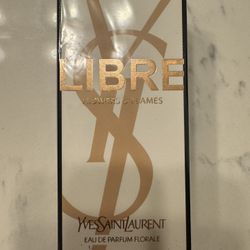 LIBRE
FLOWERS & FLAMES
YVESSAINTLAURENT
EAU DE PARFUM FLORALE